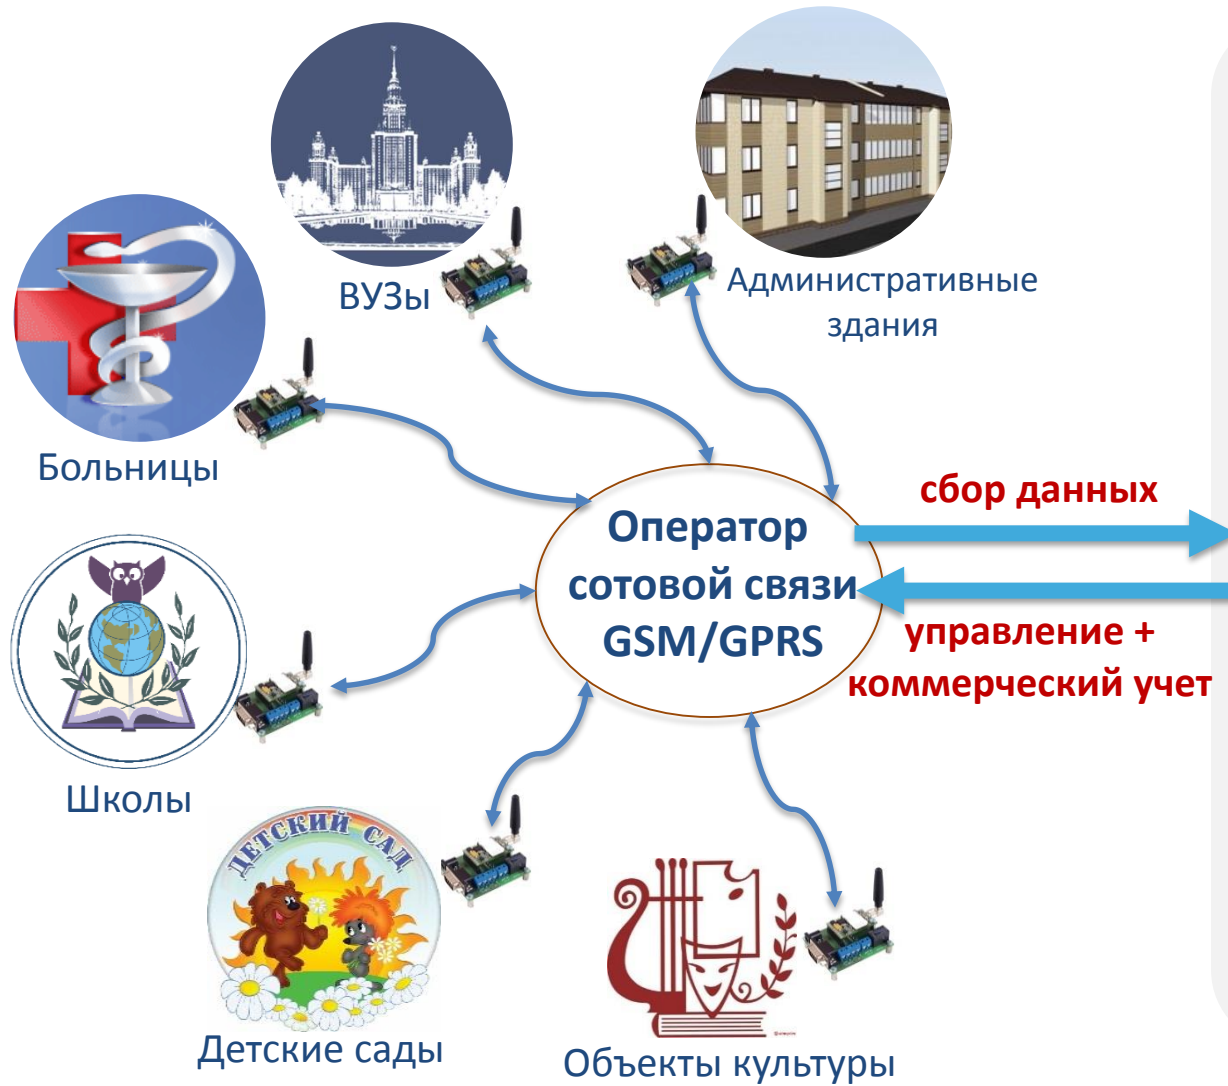 ВУЗы
Административные
здания
Больницы
Оператор
сотовой связи
GSM/GPRS
сбор данных
управление +
коммерческий учет
Школы
ДЕТСКИЙ САД
Детские сады
Объекты культуры